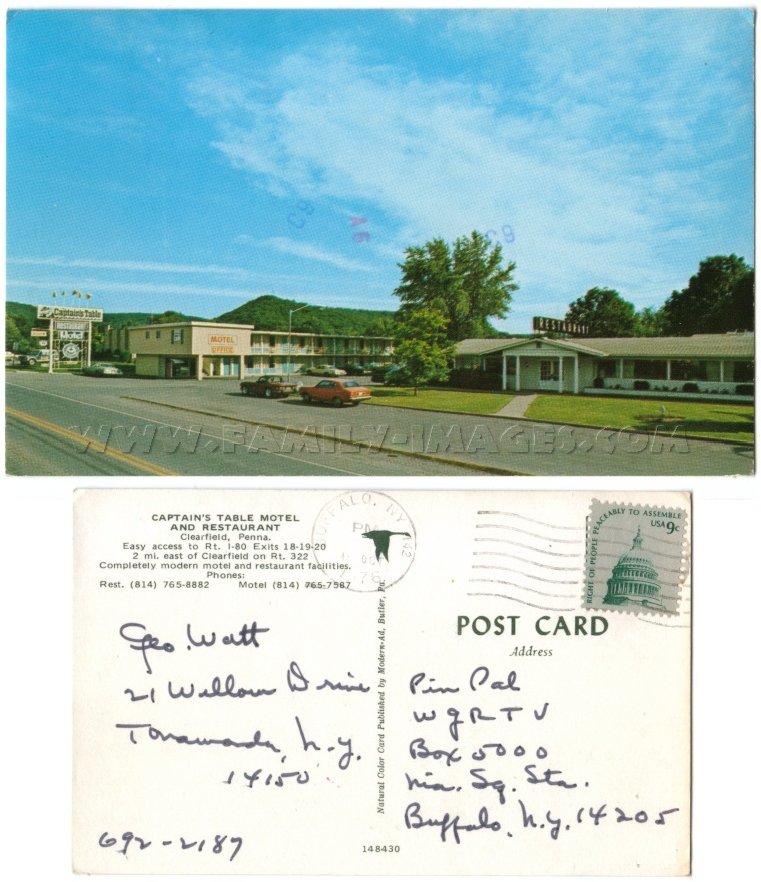 Captain's Table
Restaurant
Motel
MOTEL
OFFICE
RESTAURANT
WWW.FAMILY-IMAGES.COM
CAPTAIN'S TABLE MOTEL
AND RESTAURANT
Clearfield, Penna.
Easy access to Rt. I-80 Exits 18-19-20
2 mi. east of Clearfield on Rt. 322
Completely modern motel and restaurant facilities.
Phones:
Rest. (814) 765-8882 Motel (814) 765-7587
BUFFALO, N.Y. 142
PM
RIGHT OF PEOPLE PEACEABLY TO ASSEMBLE
USA 9c
Geo. Watt
21 Willow Drive
Tonawanda, N.Y.
14150
692-2187
Natural Color Card Published by Modern-Ad, Butler, Pa.
POST CARD
Address
Pin Pal
WGRTV
Box 5000
Nia. Sq. Sta.
Buffalo, N.Y. 14205
148430